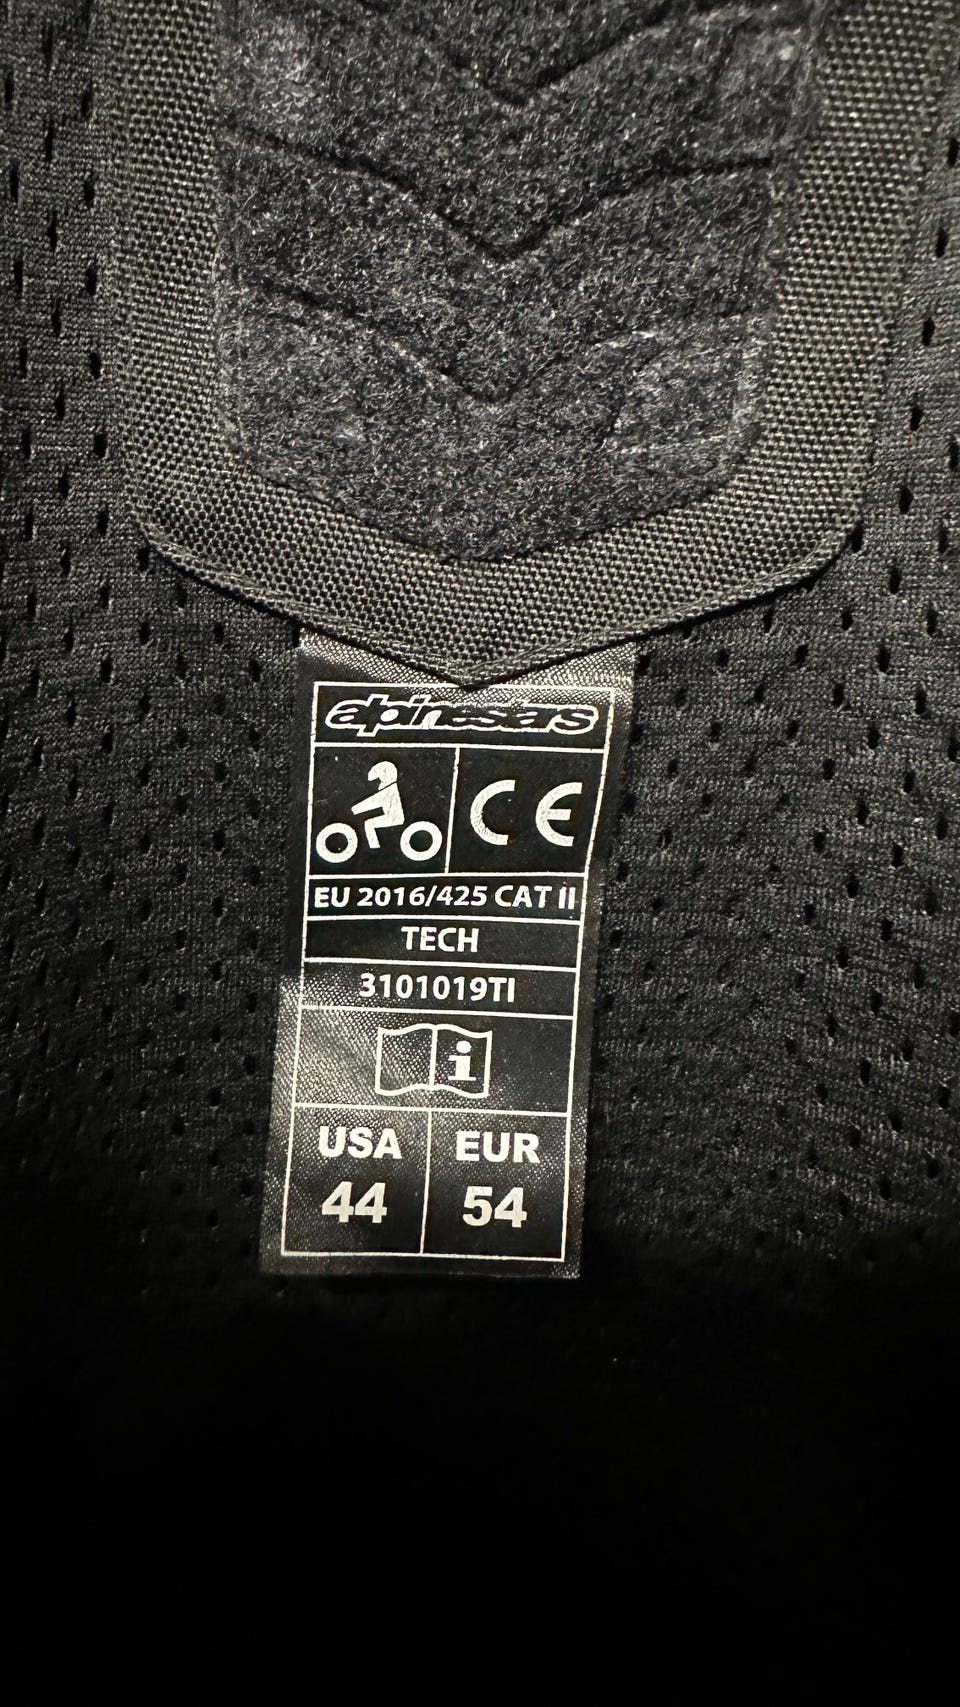 alpinestars
CE
EU 2016/425 CAT II
TECH
3101019TI
i
USA EUR
44 54